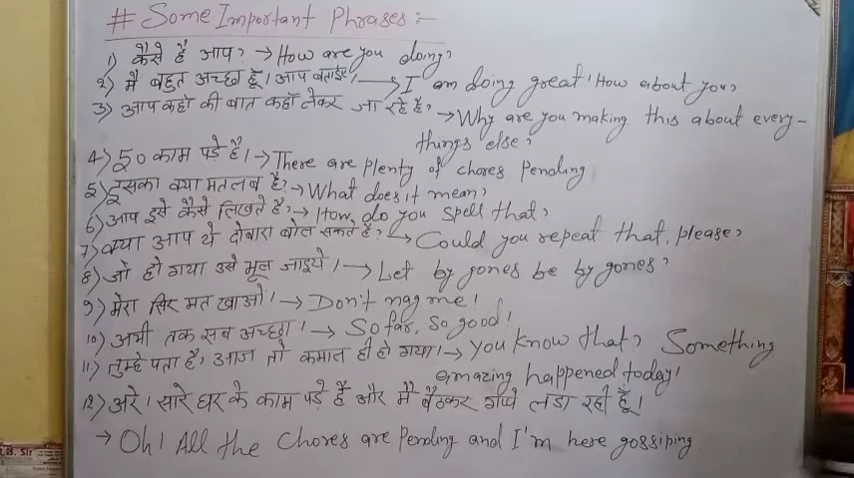 # Some Important Phrases:-
1) कैसे हैं आप? → How are you doing?
2) मैं बहुत अच्छा हूँ। आप बताइए। → I am doing great! How about you?
3) आप कहाँ की बात कहाँ लेकर जा रहे हैं? → Why are you making this about every-
things else?
4) 50 काम पड़े हैं। → There are plenty of chores Pending
5) इसका क्या मतलब है? → What does it mean?
6) आप इसे कैसे लिखते हैं? → How do you spell that?
7) क्या आप ये दोबारा बोल सकते हैं? → Could you repeat that, please?
8) जो हो गया उसे भूल जाइये। → Let by gones be by gones?
9) मेरा सिर मत खाओ। → Don't nag me!
10) अभी तक सब अच्छा। → So far, so good!
11) तुम्हे पता है, आज तो कमाल ही हो गया। → You know that? Something
amazing happened today!
12) अरे। सारे घर के काम पड़े हैं और मैं बैठकर गप्पे लडा रही हूँ।
→ Oh! All the chores are Pending and I'm here gossiping
R.B. Sir